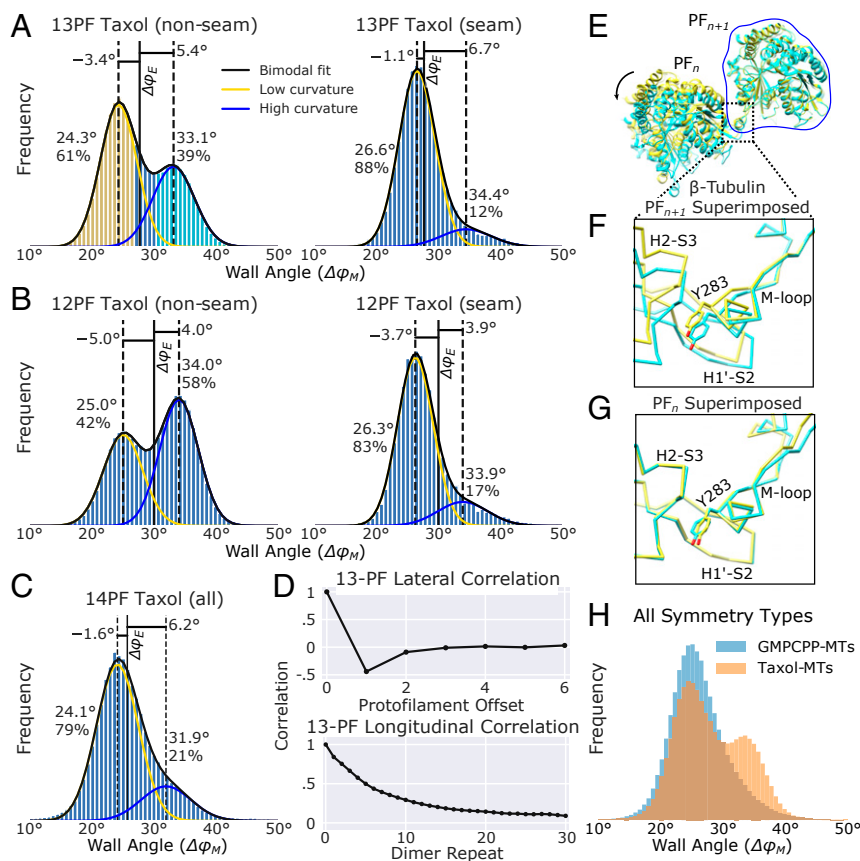 A
13PF Taxol (non-seam)
−3.4°
5.4°
ΔφE
24.3°
61%
33.1°
39%
Bimodal fit
Low curvature
High curvature
Frequency
10° 20° 30° 40° 50°
Wall Angle (ΔφM)
13PF Taxol (seam)
−1.1°
6.7°
ΔφE
26.6°
88%
34.4°
12%
10° 20° 30° 40° 50°
Wall Angle (ΔφM)
B
12PF Taxol (non-seam)
−5.0°
4.0°
ΔφE
25.0°
42%
34.0°
58%
Frequency
10° 20° 30° 40° 50°
Wall Angle (ΔφM)
12PF Taxol (seam)
−3.7°
3.9°
ΔφE
26.3°
83%
33.9°
17%
10° 20° 30° 40° 50°
Wall Angle (ΔφM)
C
14PF Taxol (all)
−1.6°
6.2°
ΔφE
24.1°
79%
31.9°
21%
Frequency
10° 20° 30° 40° 50°
Wall Angle (ΔφM)
D
13-PF Lateral Correlation
1
.5
0
-.5
0 2 4 6
Protofilament Offset
Correlation
13-PF Longitudinal Correlation
1
.5
0
0 10 20 30
Dimer Repeat
E
PFn+1
PFn
β-Tubulin
F
PFn+1 Superimposed
H2-S3
Y283
M-loop
H1'-S2
G
PFn Superimposed
H2-S3
Y283
M-loop
H1'-S2
H
All Symmetry Types
GMPCPP-MTs
Taxol-MTs
Frequency
10° 20° 30° 40° 50°
Wall Angle (ΔφM)